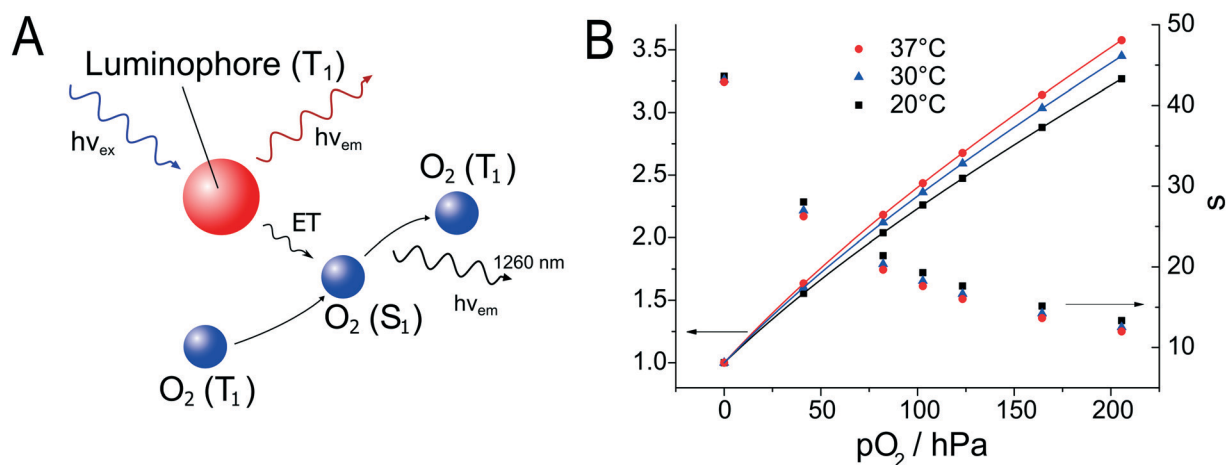 A
Luminophore (T₁)
hνex
hνem
O₂ (T₁)
ET
1260 nm
hνem
O₂ (S₁)
O₂ (T₁)
B
37°C
30°C
20°C
3.5
3.0
2.5
2.0
1.5
1.0
50
40
30
20
10
s
0
50
100
150
200
pO₂ / hPa